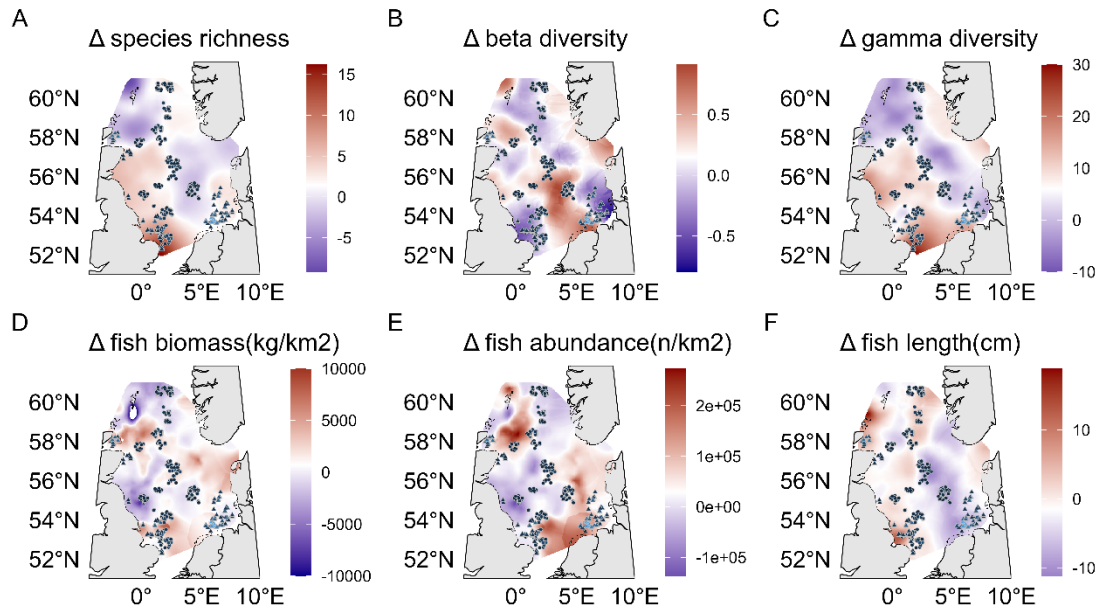 A
Δ species richness
60°N
58°N
56°N
54°N
52°N
0°
5°E
10°E
15
10
5
0
-5
B
Δ beta diversity
60°N
58°N
56°N
54°N
52°N
0°
5°E
10°E
0.5
0.0
-0.5
C
Δ gamma diversity
60°N
58°N
56°N
54°N
52°N
0°
5°E
10°E
30
20
10
0
-10
D
Δ fish biomass(kg/km2)
60°N
58°N
56°N
54°N
52°N
0°
5°E
10°E
10000
5000
0
-5000
-10000
E
Δ fish abundance(n/km2)
60°N
58°N
56°N
54°N
52°N
0°
5°E
10°E
2e+05
1e+05
0e+00
-1e+05
F
Δ fish length(cm)
60°N
58°N
56°N
54°N
52°N
0°
5°E
10°E
10
0
-10